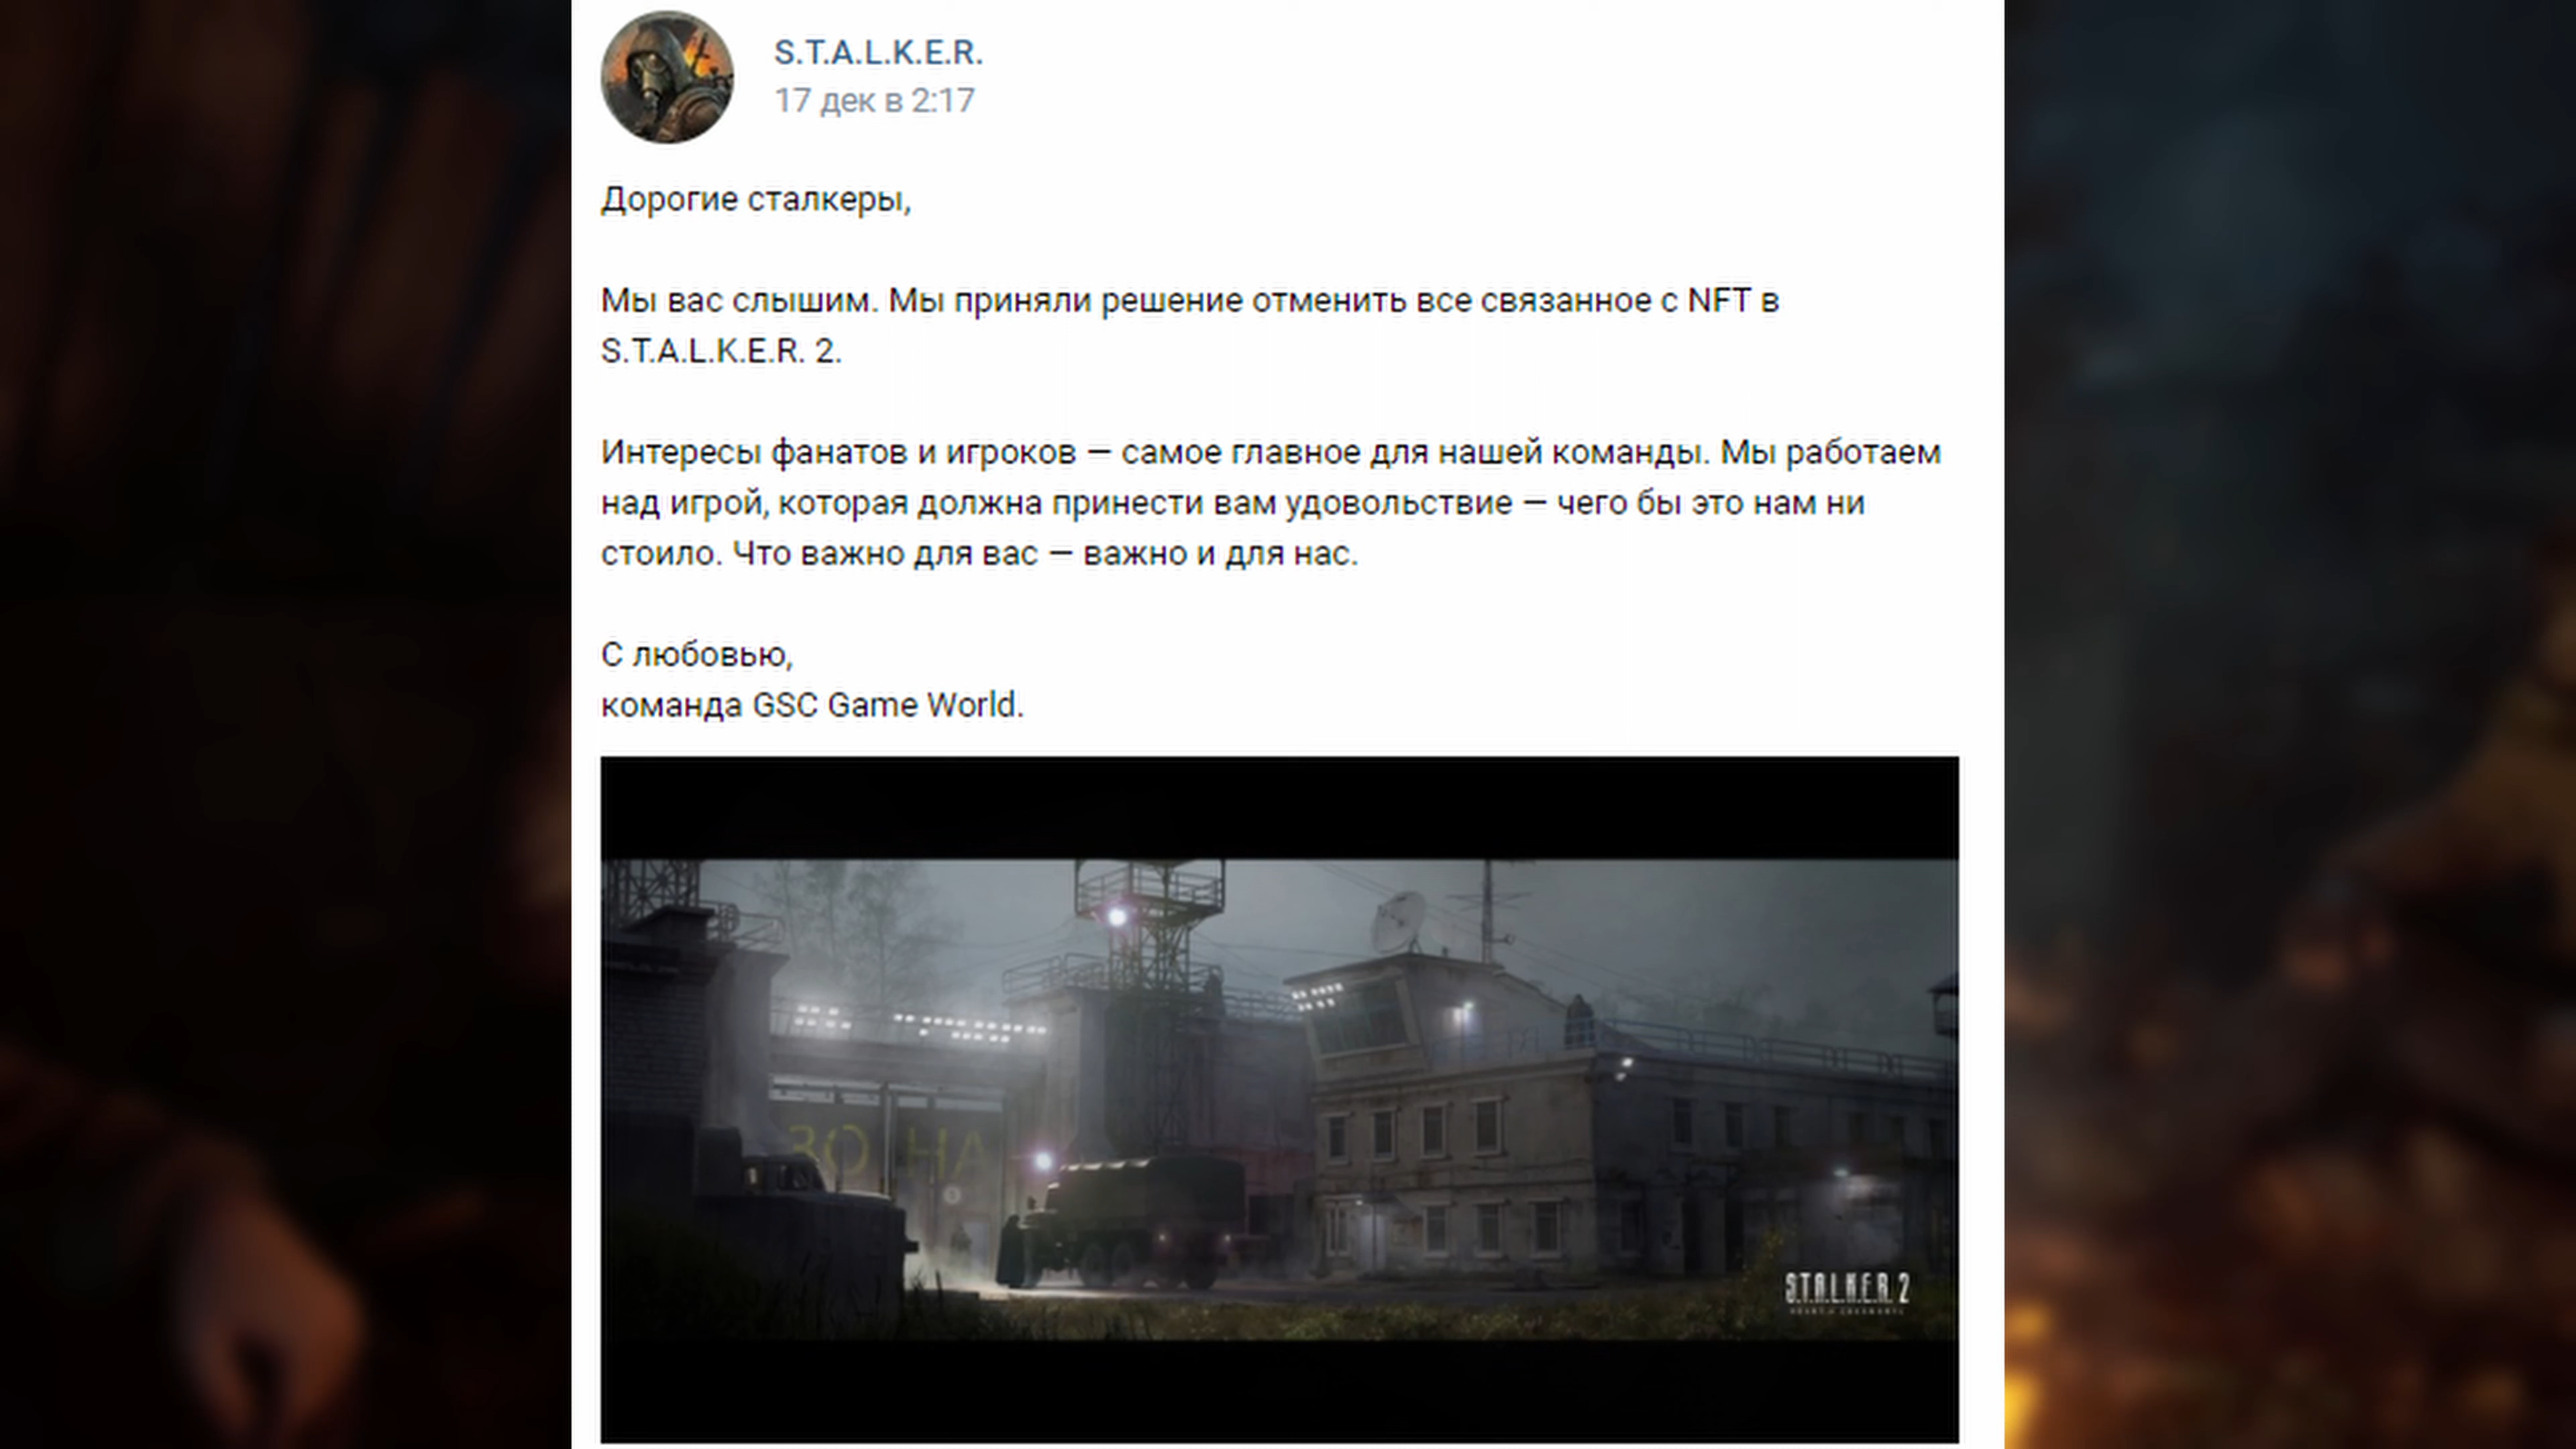 S.T.A.L.K.E.R.
17 дек в 2:17
Дорогие сталкеры,
Мы вас слышим. Мы приняли решение отменить все связанное с NFT в
S.T.A.L.K.E.R. 2.
Интересы фанатов и игроков — самое главное для нашей команды. Мы работаем
над игрой, которая должна принести вам удовольствие — чего бы это нам ни
стоило. Что важно для вас — важно и для нас.
С любовью,
команда GSC Game World.
ЗОНА
S.T.A.L.K.E.R. 2